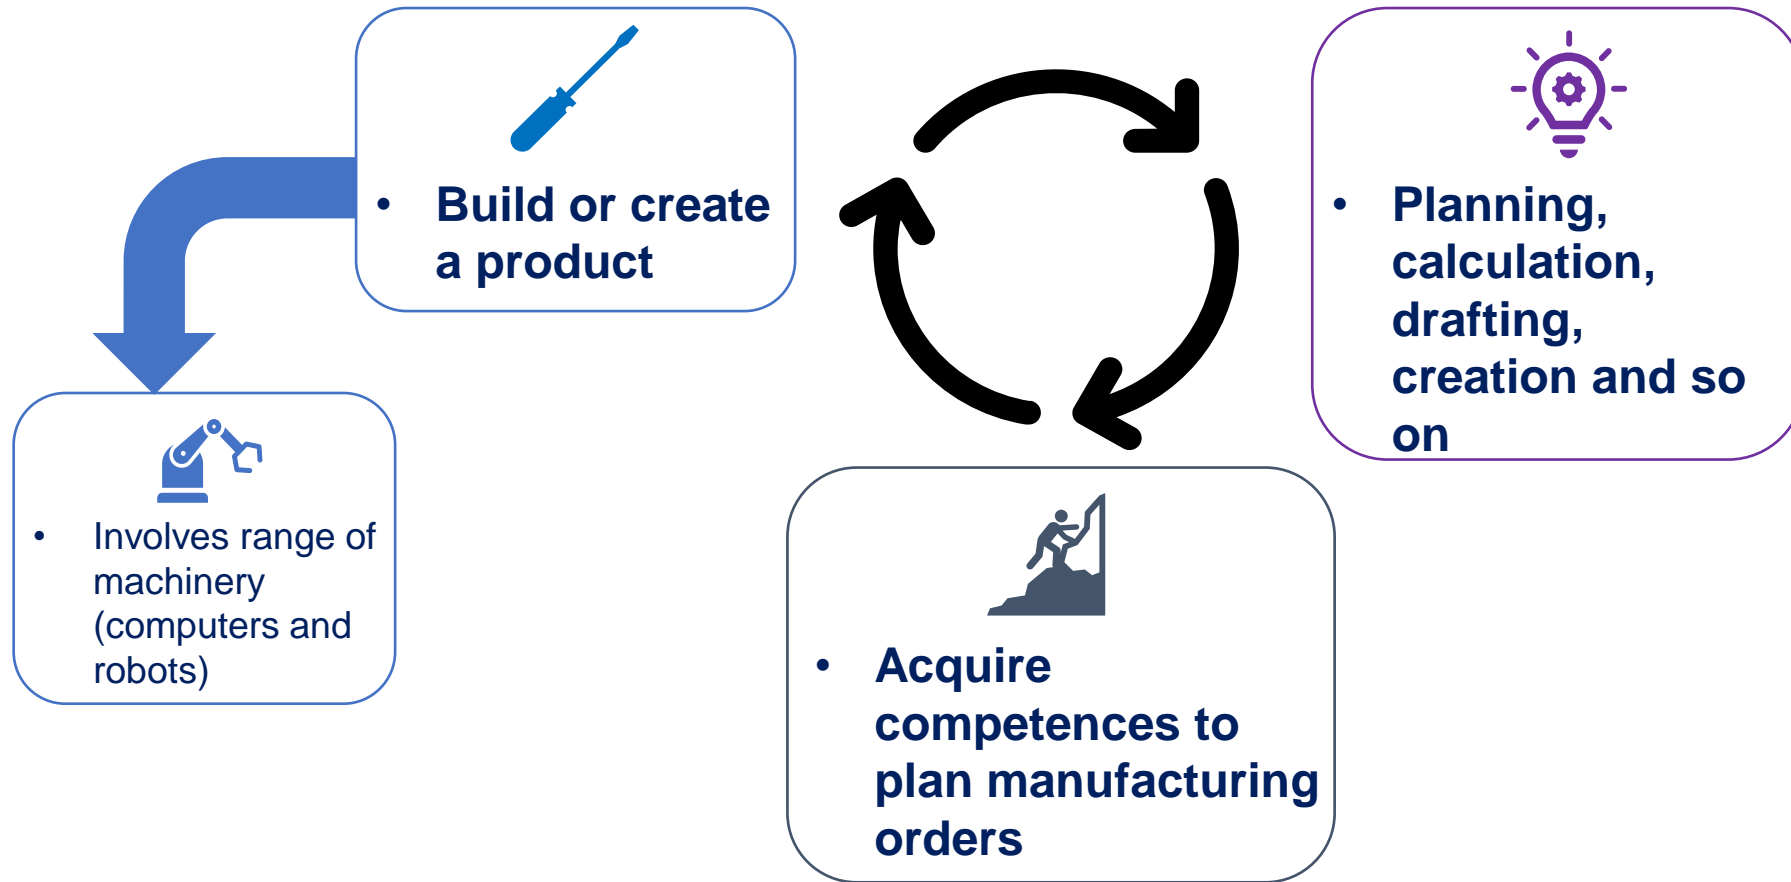 • Build or create
a product
• Planning,
calculation,
drafting,
creation and so
on
• Involves range of
machinery
(computers and
robots)
• Acquire
competences to
plan manufacturing
orders